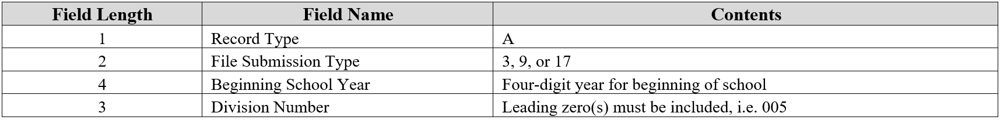 Field Length Field Name Contents
1 Record Type A
2 File Submission Type 3, 9, or 17
4 Beginning School Year Four-digit year for beginning of school
3 Division Number Leading zero(s) must be included, i.e. 005